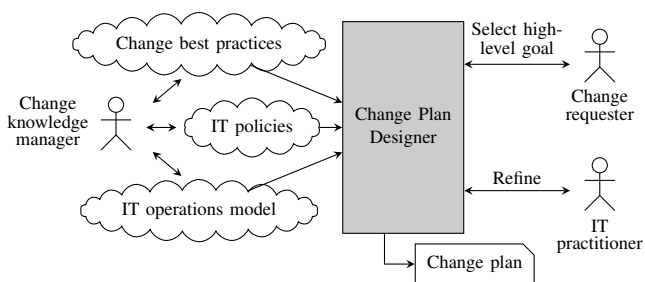 Change best practices
Change
knowledge
manager
IT policies
IT operations model
Change Plan
Designer
Select high-
level goal
Change
requester
Refine
IT
practitioner
Change plan